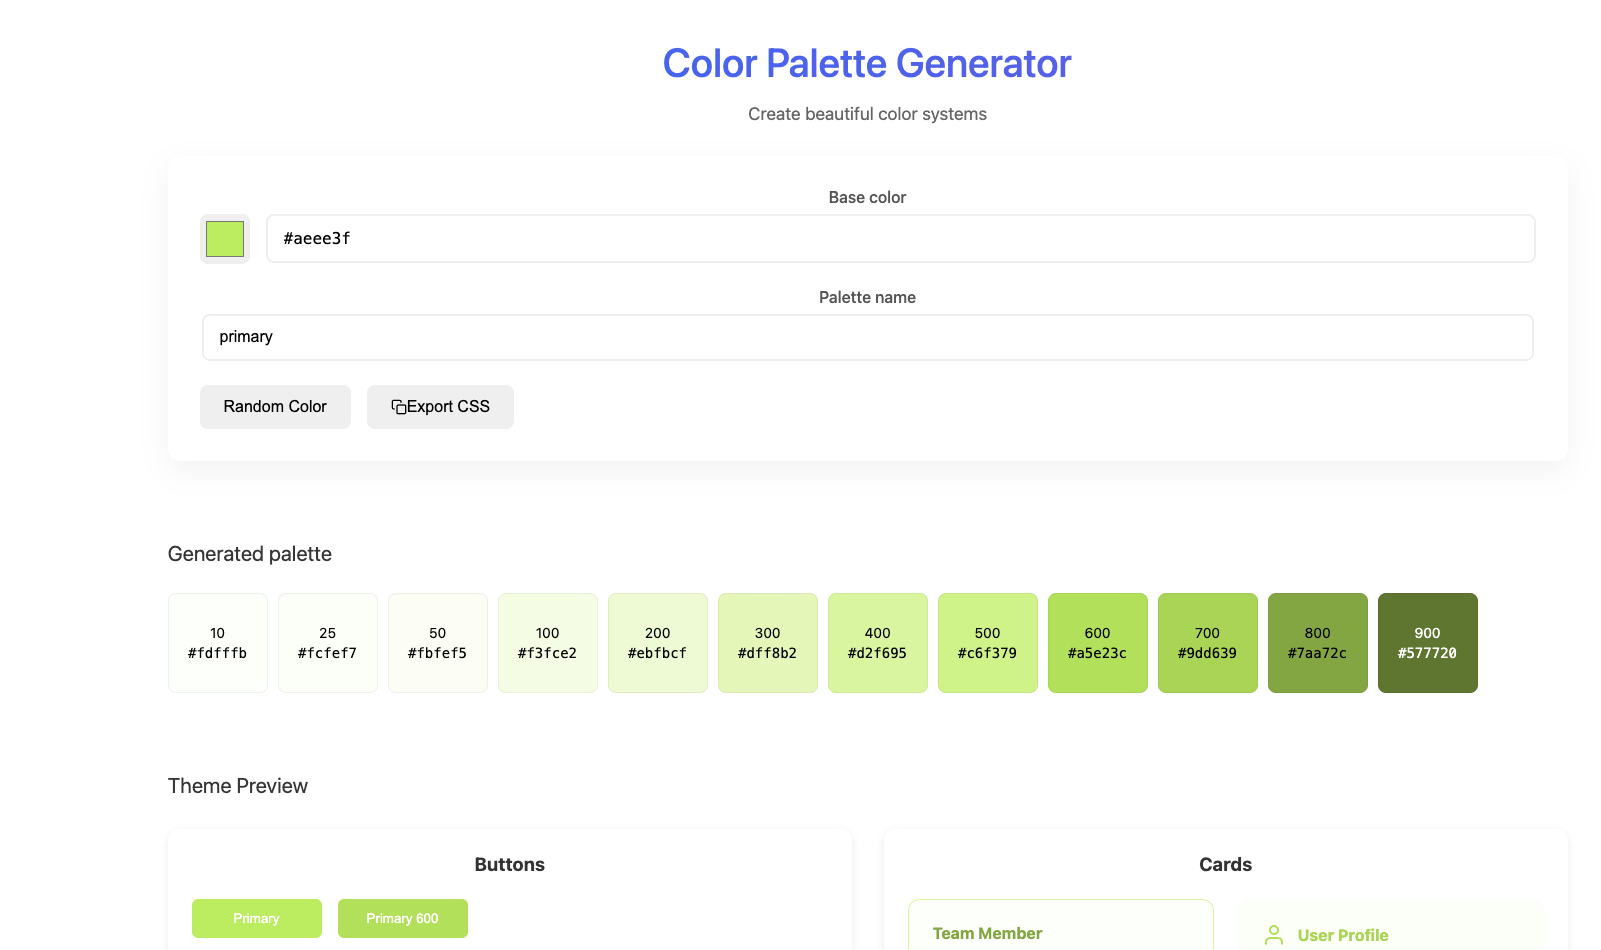 Color Palette Generator
Create beautiful color systems
Base color
#aeee3f
Palette name
primary
Random Color
Export CSS
Generated palette
10
#fdfffb
25
#fcfef7
50
#fbfef5
100
#f3fce2
200
#ebfbcf
300
#dff8b2
400
#d2f695
500
#c6f379
600
#a5e23c
700
#9dd639
800
#7aa72c
900
#577720
Theme Preview
Buttons
Primary
Primary 600
Cards
Team Member
User Profile